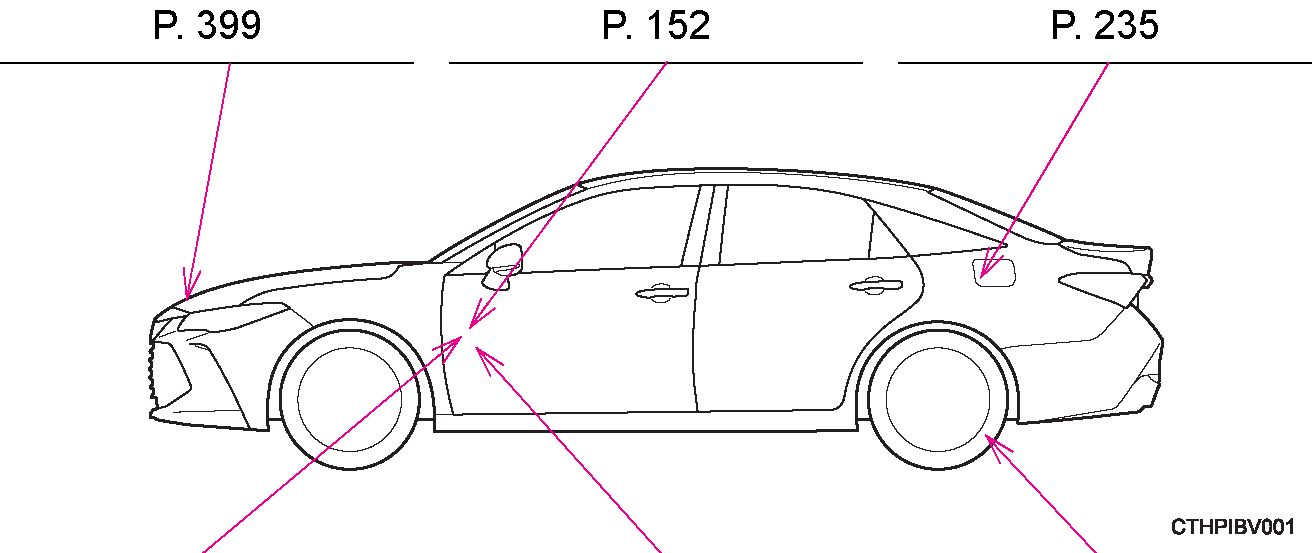 P. 399
P. 152
P. 235
CTHPIBV001